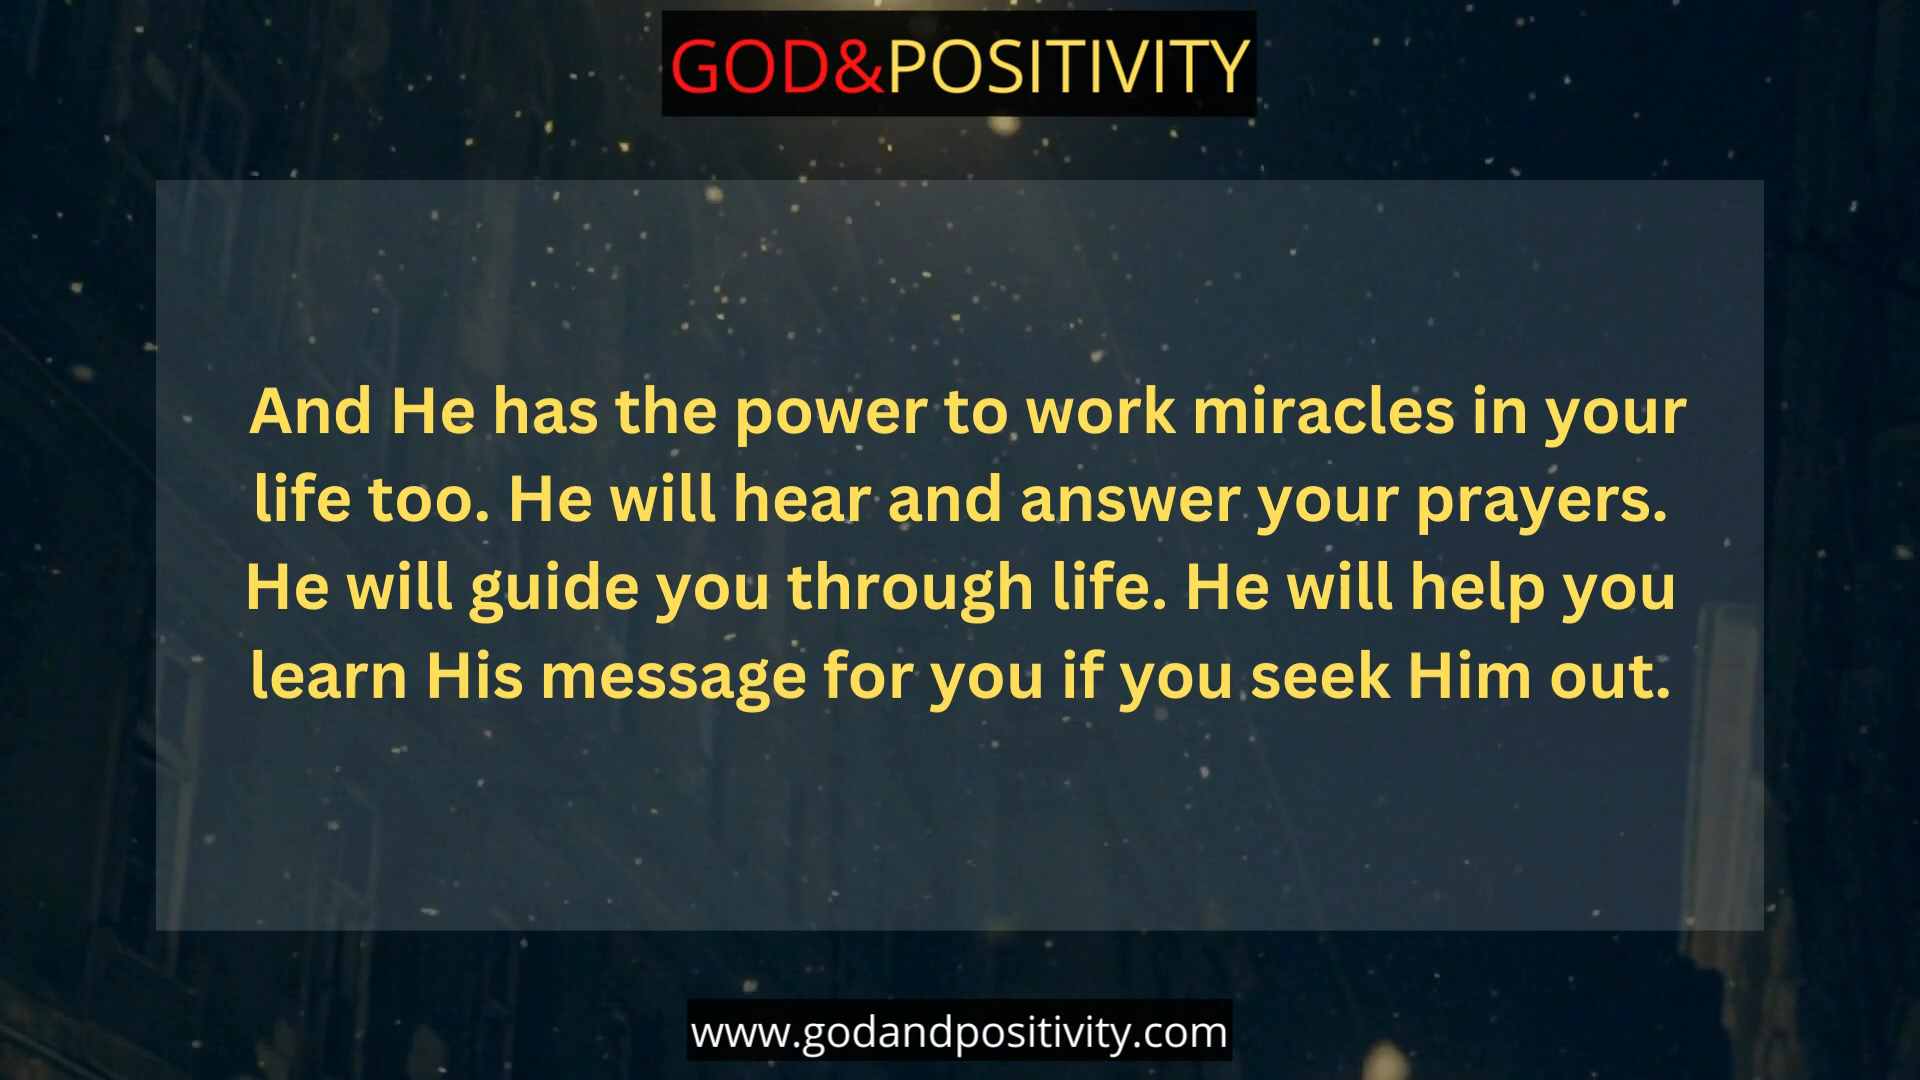 GOD&POSITIVITY
And He has the power to work miracles in your
life too. He will hear and answer your prayers.
He will guide you through life. He will help you
learn His message for you if you seek Him out.
www.godandpositivity.com